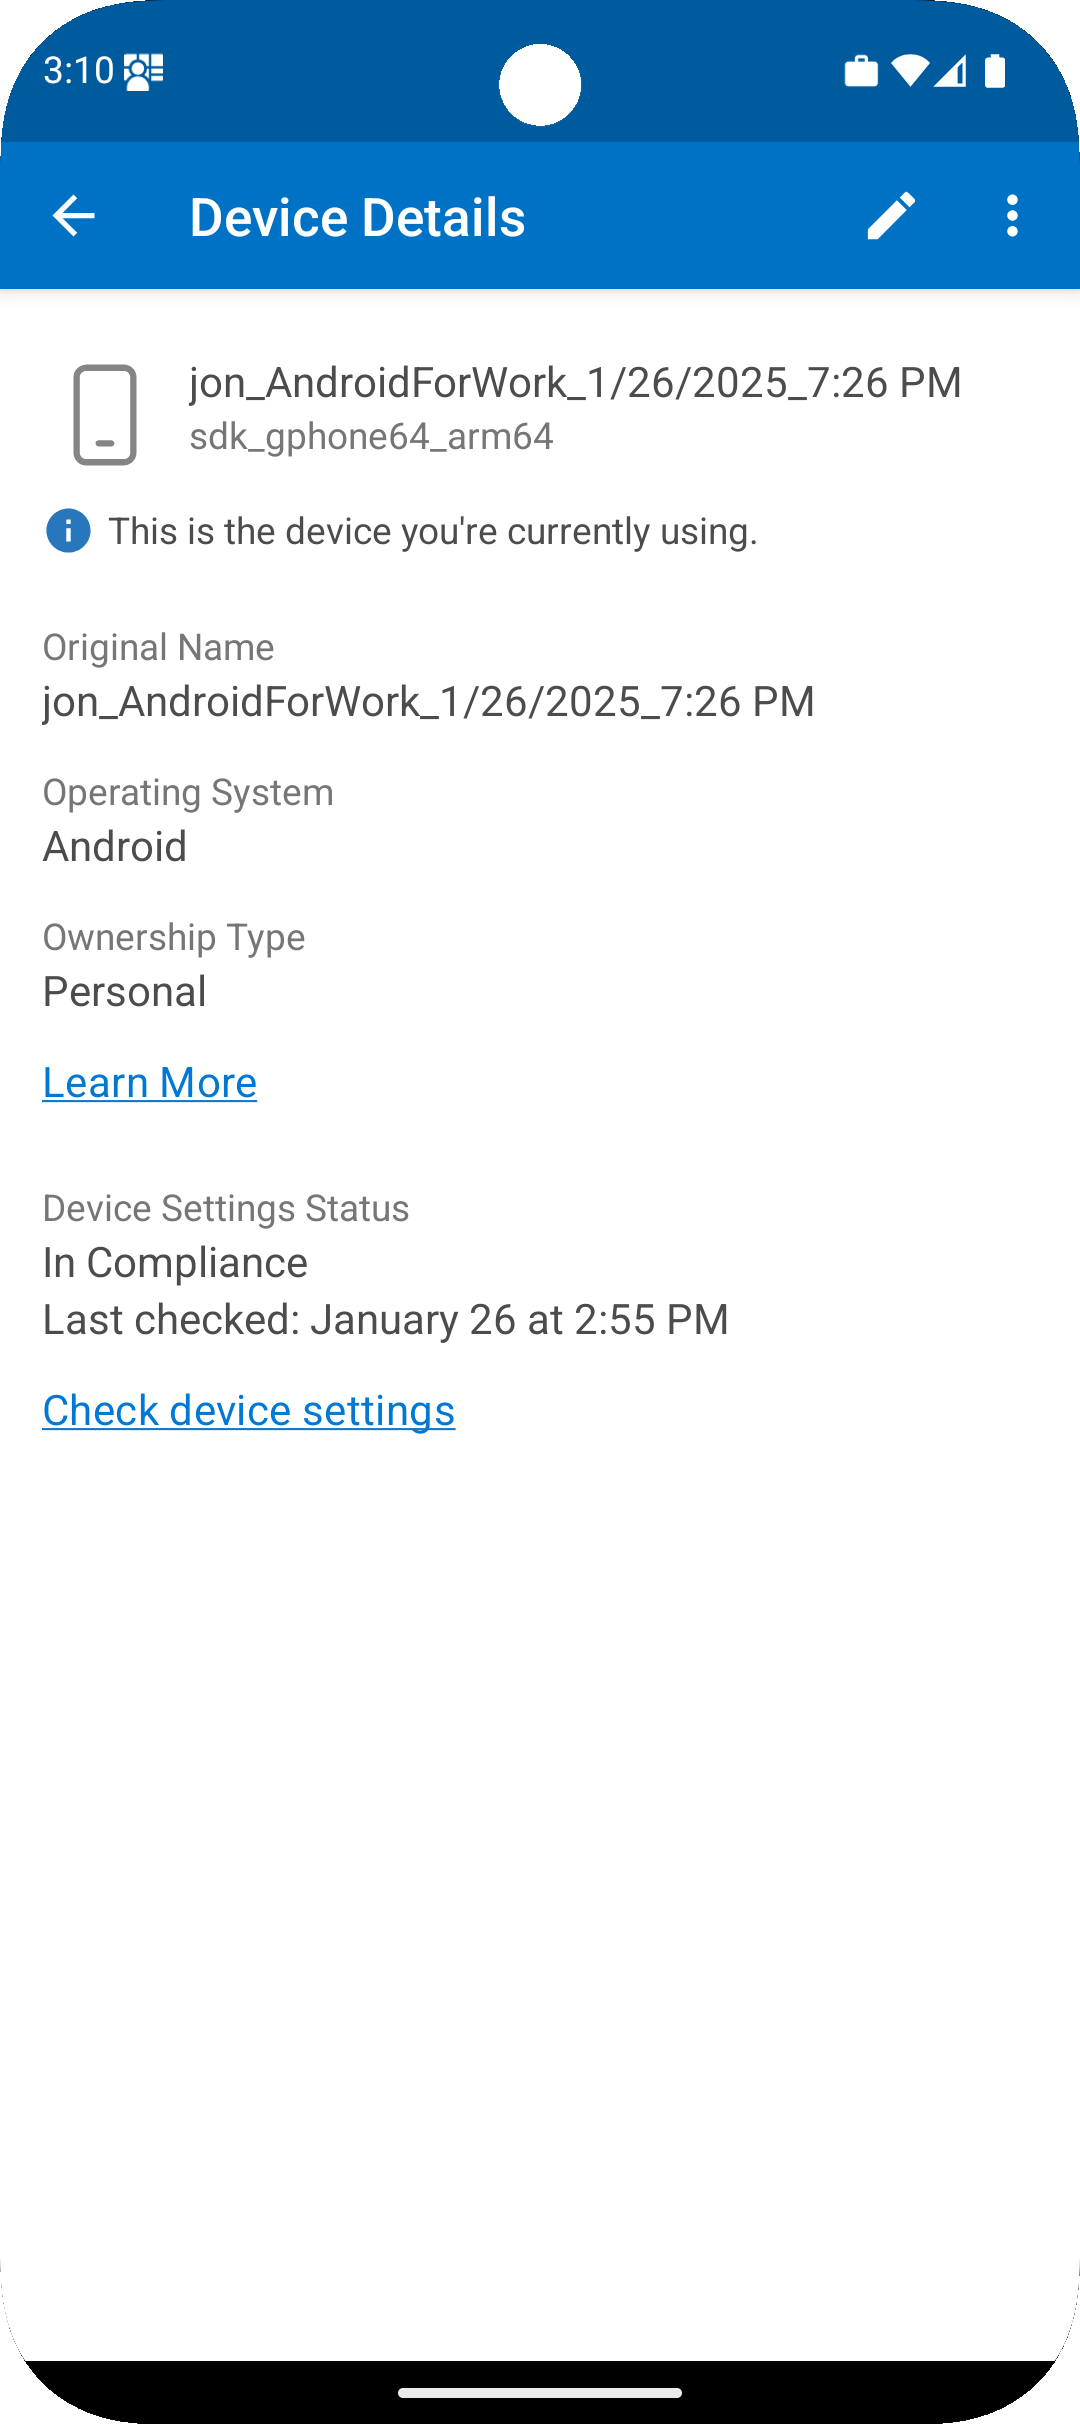 3:10
Device Details
jon_AndroidForWork_1/26/2025_7:26 PM
sdk_gphone64_arm64
This is the device you're currently using.
Original Name
jon_AndroidForWork_1/26/2025_7:26 PM
Operating System
Android
Ownership Type
Personal
Learn More
Device Settings Status
In Compliance
Last checked: January 26 at 2:55 PM
Check device settings